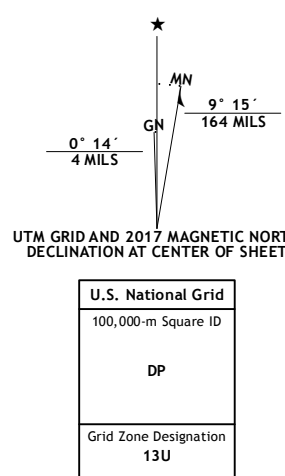 MN
GN
9° 15´
164 MILS
0° 14´
4 MILS
UTM GRID AND 2017 MAGNETIC NORT
DECLINATION AT CENTER OF SHEET
U.S. National Grid
100,000-m Square ID
DP
Grid Zone Designation
13U